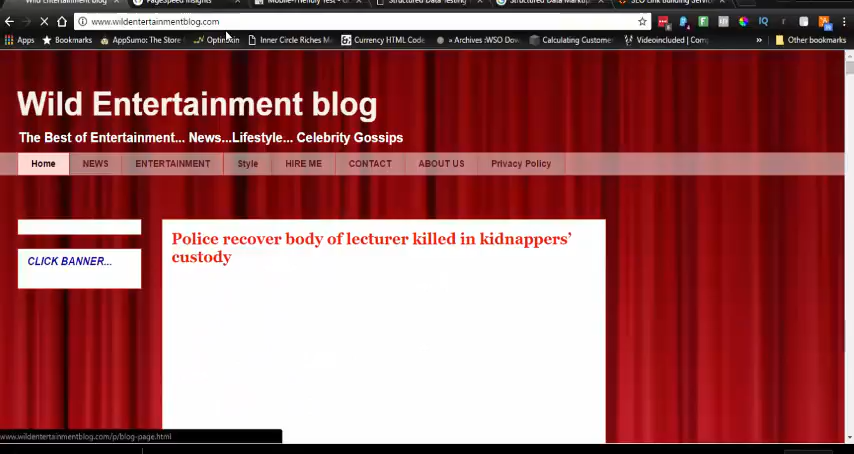 Wild Entertainment blog
PageSpeed Insights
Mobile-Friendly Test -
Structured Data Testing
Structured Data Markup
SEO Link Building Servic
www.wildentertainmentblog.com
Apps Bookmarks AppSumo: The Store OptinSkin Inner Circle Riches M Currency HTML Code » Archives :WSO Dow Calculating Custome Videoincluded | Com » Other bookmarks
Wild Entertainment blog
The Best of Entertainment... News...Lifestyle... Celebrity Gossips
Home NEWS ENTERTAINMENT Style HIRE ME CONTACT ABOUT US Privacy Policy
Police recover body of lecturer killed in kidnappers’
custody
CLICK BANNER...
www.wildentertainmentblog.com/p/blog-page.html